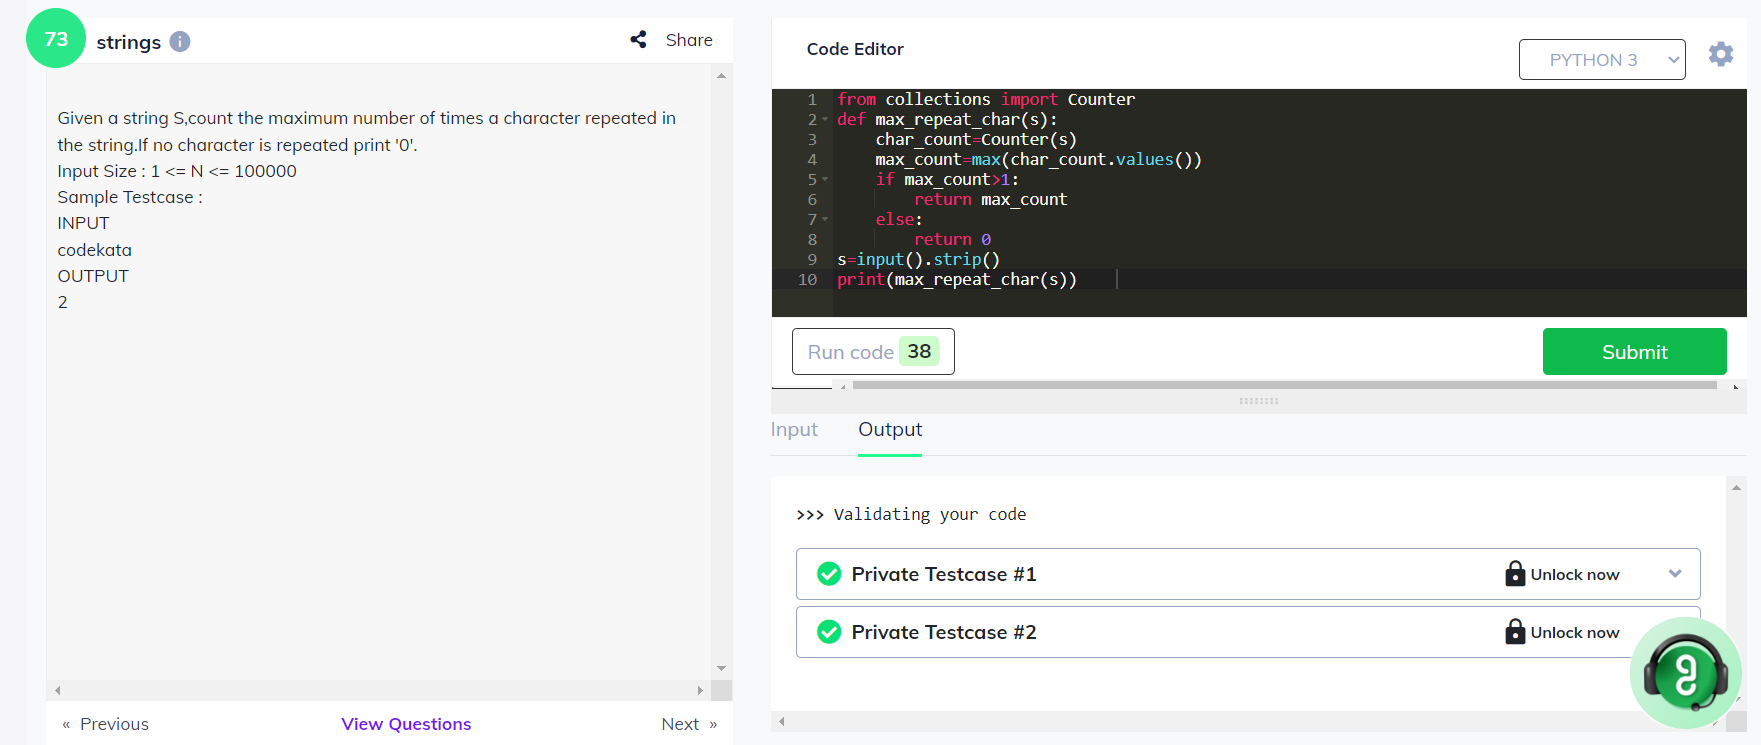 73
strings i
Share
Given a string S,count the maximum number of times a character repeated in
the string.If no character is repeated print '0'.
Input Size : 1 <= N <= 100000
Sample Testcase :
INPUT
codekata
OUTPUT
2
« Previous
View Questions
Next »
Code Editor
PYTHON 3
1 from collections import Counter
2 def max_repeat_char(s):
3 char_count=Counter(s)
4 max_count=max(char_count.values())
5 if max_count>1:
6 return max_count
7 else:
8 return 0
9 s=input().strip()
10 print(max_repeat_char(s))
Run code 38
Submit
Input
Output
>>> Validating your code
Private Testcase #1
Unlock now
Private Testcase #2
Unlock now